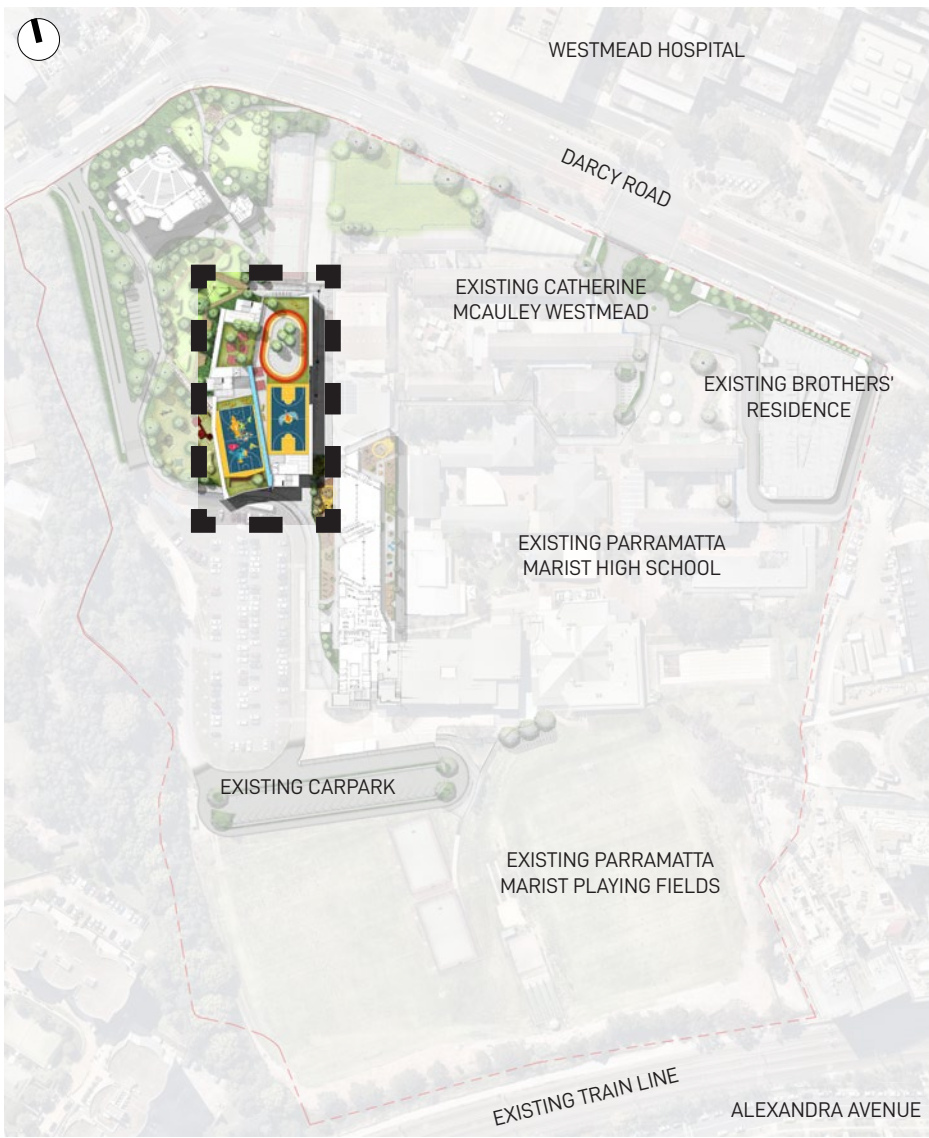 WESTMEAD HOSPITAL
DARCY ROAD
EXISTING CATHERINE
MCAULEY WESTMEAD
EXISTING BROTHERS'
RESIDENCE
EXISTING PARRAMATTA
MARIST HIGH SCHOOL
EXISTING CARPARK
EXISTING PARRAMATTA
MARIST PLAYING FIELDS
EXISTING TRAIN LINE
ALEXANDRA AVENUE